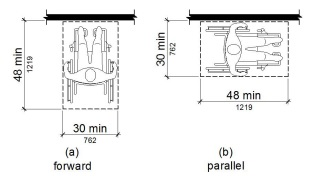 48 min
1219
30 min
762
(a)
forward
30 min
762
48 min
1219
(b)
parallel